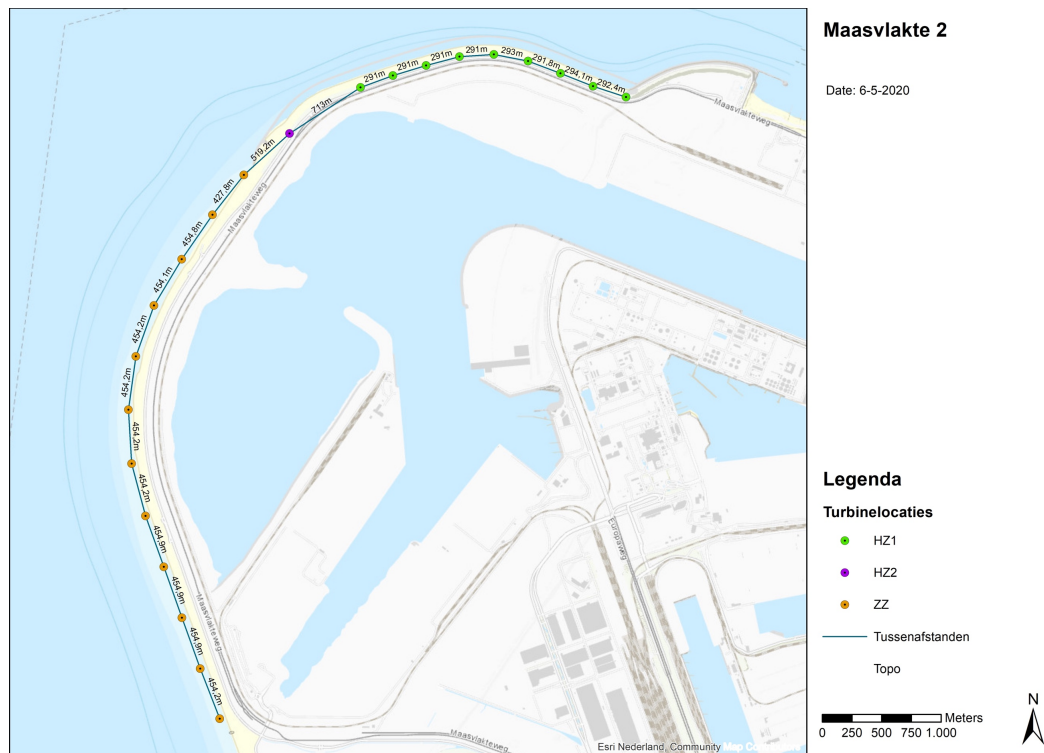 Maasvlakte 2
Date: 6-5-2020
291m
291m
291m
291m
293m
291,8m
294,1m
292,4m
713m
519,2m
427,8m
454,8m
454,1m
454,2m
454,2m
454,2m
454,2m
454,9m
454,9m
454,9m
454,2m
Maasvlakteweg
Maasvlakteweg
Maasvlakteweg
Maasvlakteweg
Europaweg
Esri Nederland, Community Map Contributors
Legenda
Turbinelocaties
HZ1
HZ2
ZZ
Tussenafstanden
Topo
Meters
0 250 500 750 1.000
N